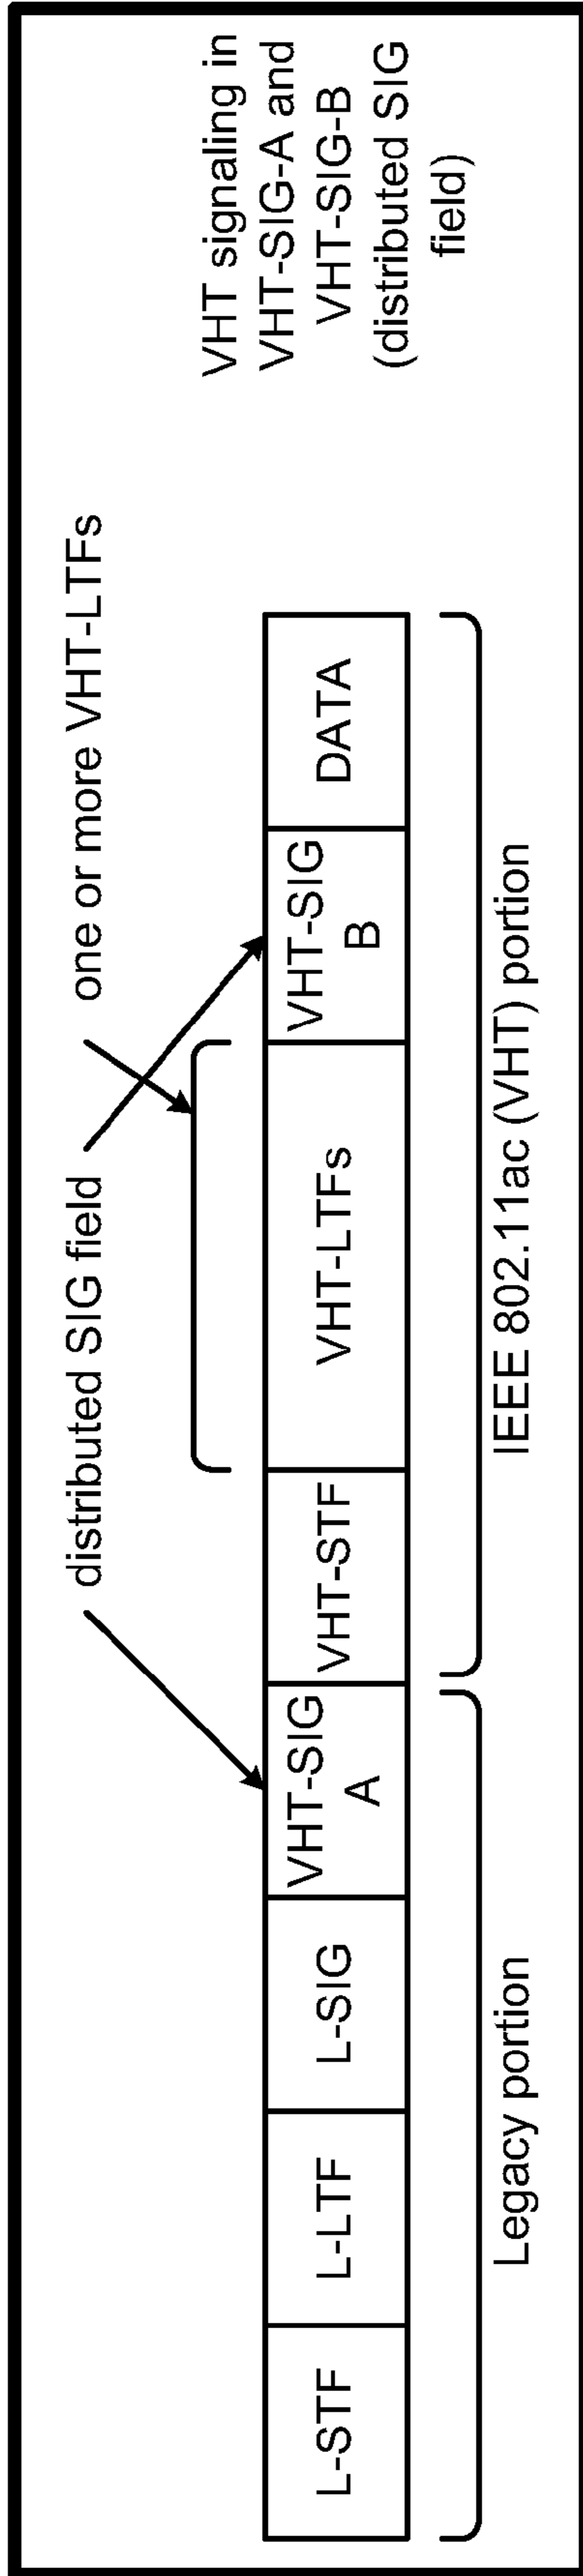 distributed SIG field
one or more VHT-LTFs
VHT signaling in
VHT-SIG-A and
VHT-SIG-B
(distributed SIG
field)
L-STF
L-LTF
L-SIG
VHT-SIG
A
VHT-STF
VHT-LTFs
VHT-SIG
B
DATA
Legacy portion
IEEE 802.11ac (VHT) portion